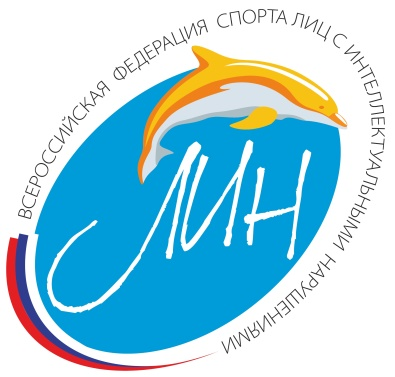 ВСЕРОССИЙСКАЯ ФЕДЕРАЦИЯ СПОРТА ЛИЦ С ИНТЕЛЛЕКТУАЛЬНЫМИ НАРУШЕНИЯМИ
ЛИН